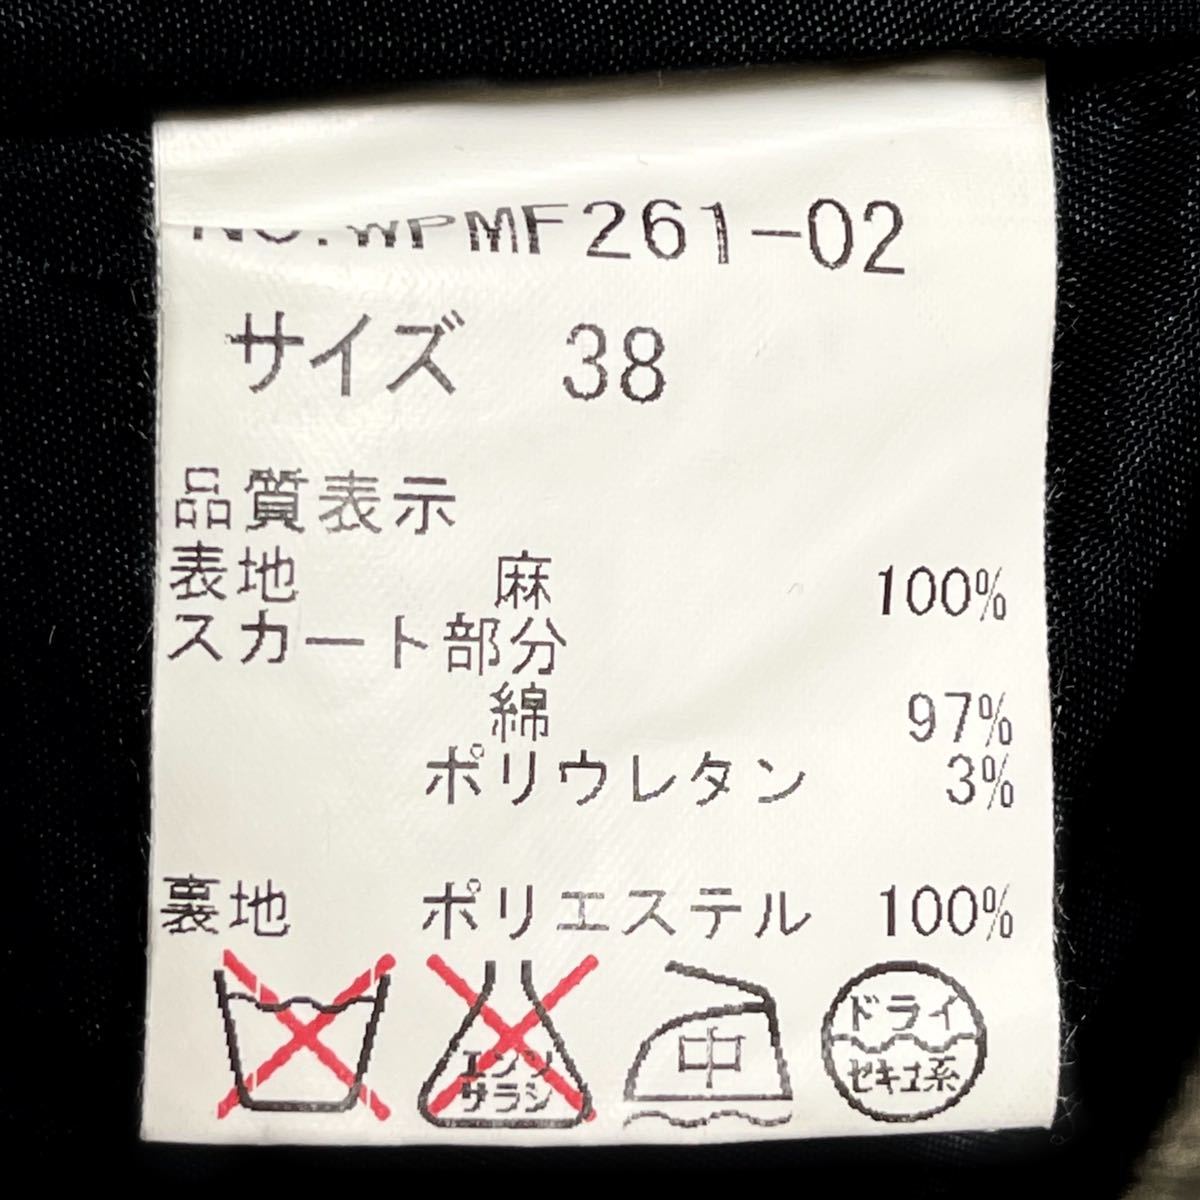 No.WPMF261-02
サイズ 38
品質表示
表地 麻 100%
スカート部分
綿 97%
ポリウレタン 3%
裏地 ポリエステル 100%
エンソ
サラシ
中
ドライ
セキユ系